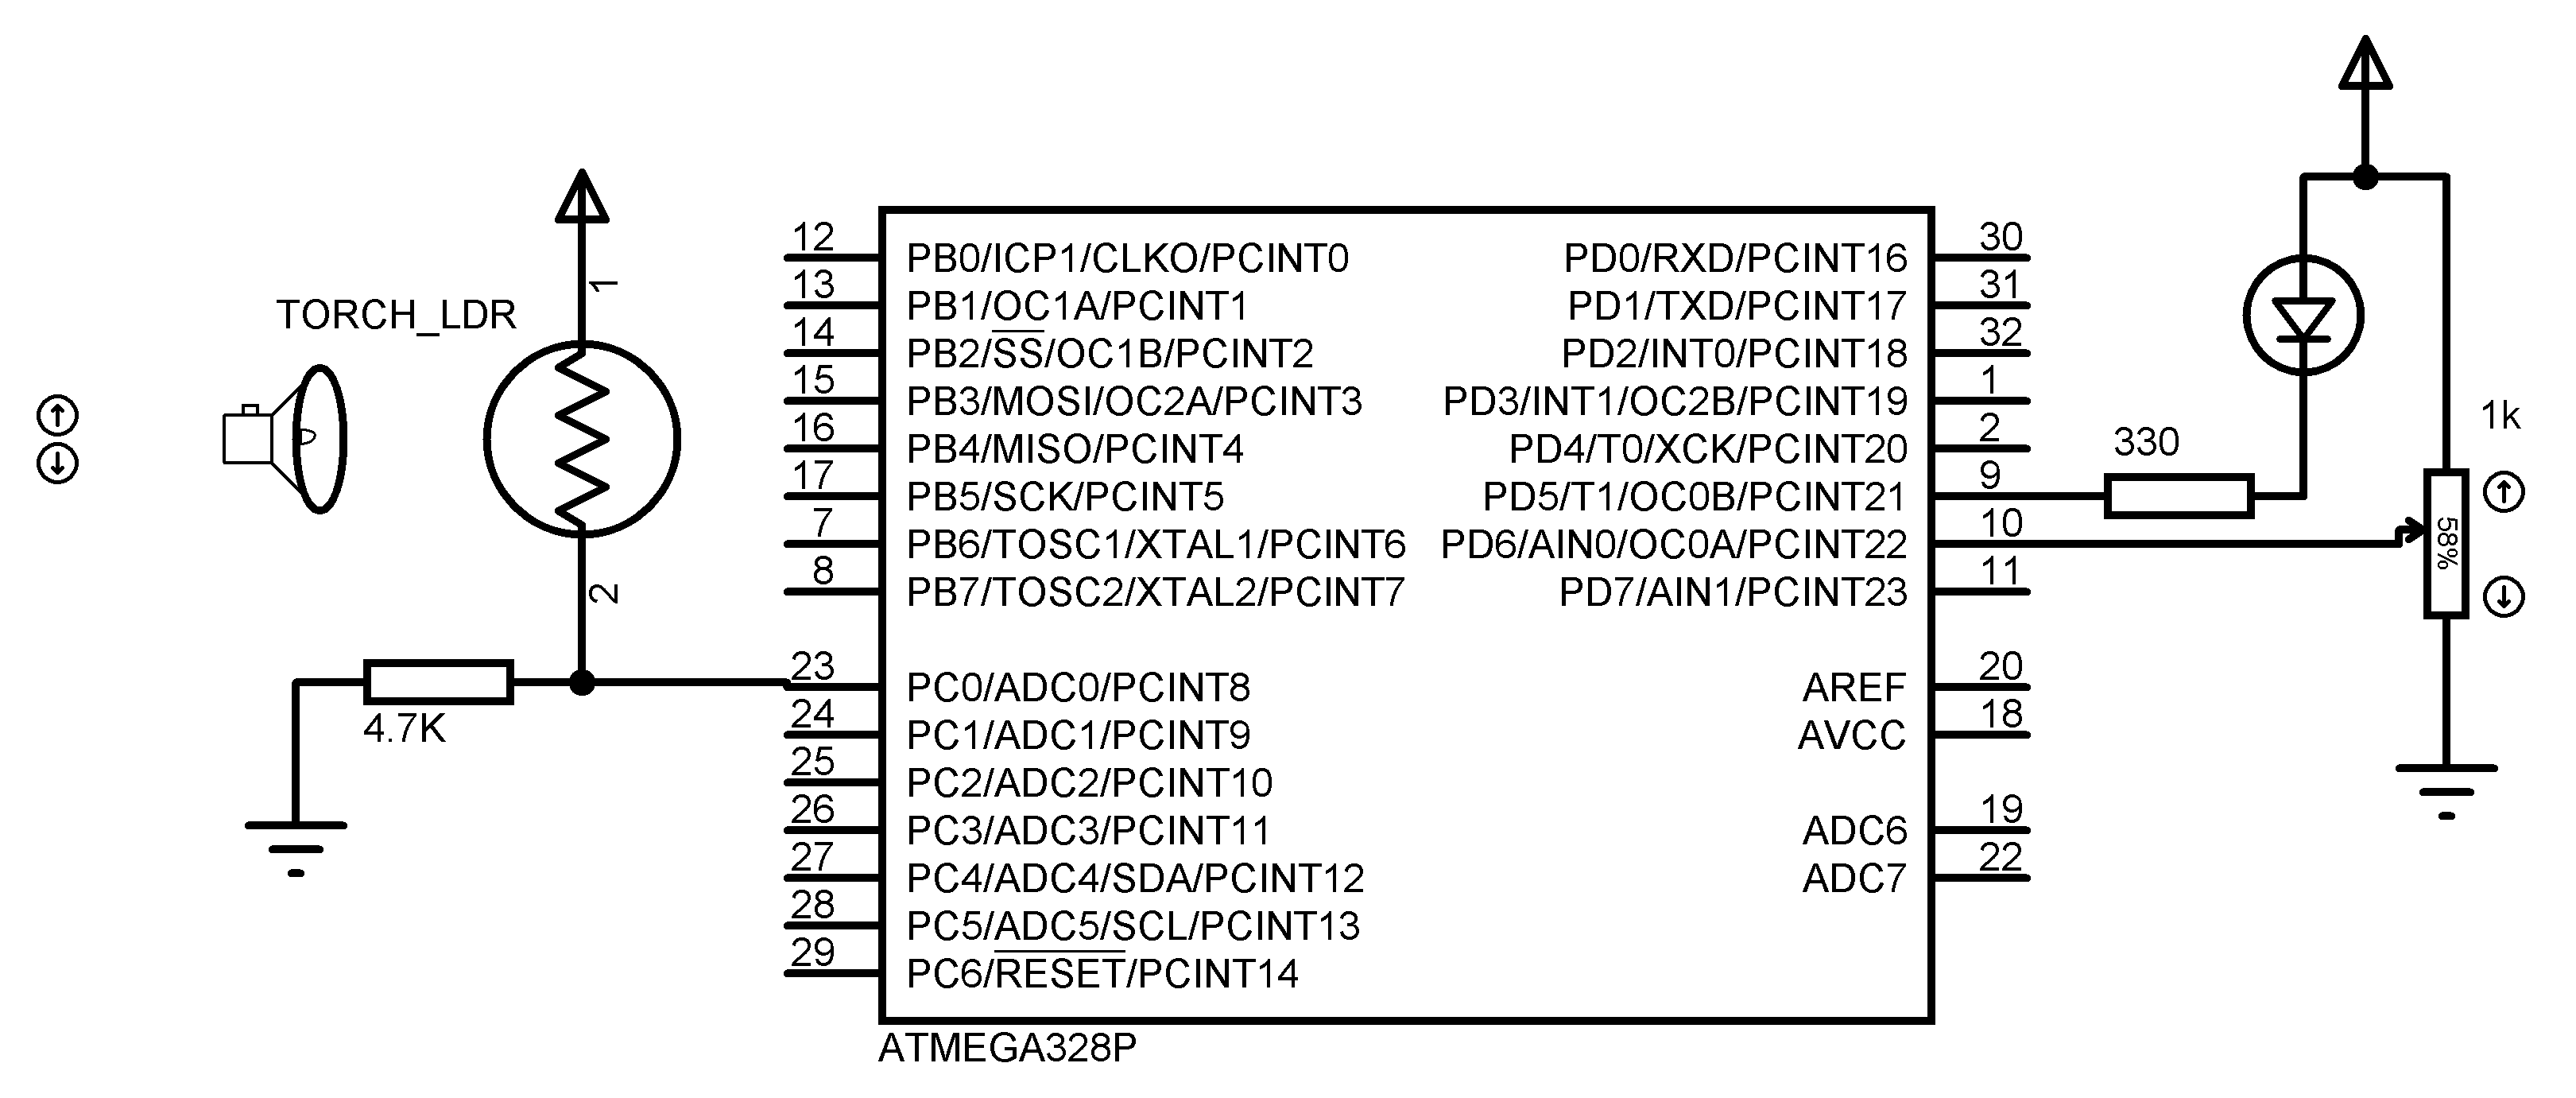 TORCH_LDR
1
2
4.7K
12 PB0/ICP1/CLKO/PCINT0
13 PB1/OC1A/PCINT1
14 PB2/SS/OC1B/PCINT2
15 PB3/MOSI/OC2A/PCINT3
16 PB4/MISO/PCINT4
17 PB5/SCK/PCINT5
7 PB6/TOSC1/XTAL1/PCINT6
8 PB7/TOSC2/XTAL2/PCINT7
23 PC0/ADC0/PCINT8
24 PC1/ADC1/PCINT9
25 PC2/ADC2/PCINT10
26 PC3/ADC3/PCINT11
27 PC4/ADC4/SDA/PCINT12
28 PC5/ADC5/SCL/PCINT13
29 PC6/RESET/PCINT14
PD0/RXD/PCINT16 30
PD1/TXD/PCINT17 31
PD2/INT0/PCINT18 32
PD3/INT1/OC2B/PCINT19 1
PD4/T0/XCK/PCINT20 2
PD5/T1/OC0B/PCINT21 9
PD6/AIN0/OC0A/PCINT22 10
PD7/AIN1/PCINT23 11
AREF 20
AVCC 18
ADC6 19
ADC7 22
ATMEGA328P
330
1k
58%